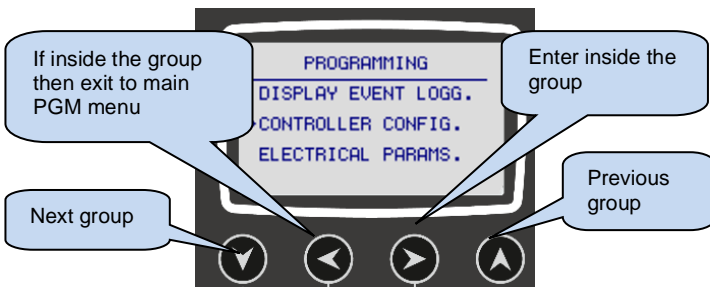 If inside the group
then exit to main
PGM menu
PROGRAMMING
DISPLAY EVENT LOGG.
CONTROLLER CONFIG.
ELECTRICAL PARAMS.
Enter inside the
group
Next group
Previous
group